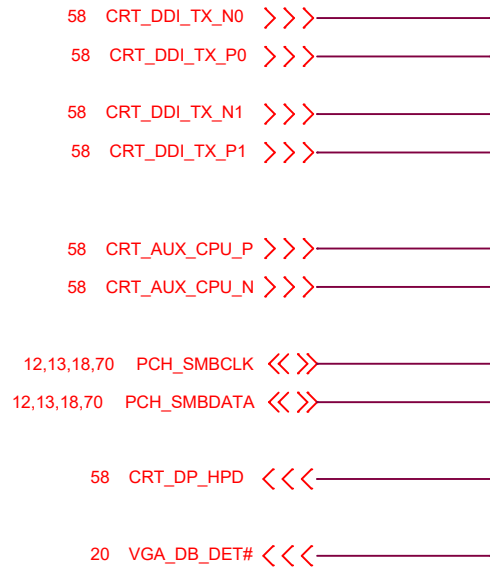 58 CRT_DDI_TX_N0
58 CRT_DDI_TX_P0
58 CRT_DDI_TX_N1
58 CRT_DDI_TX_P1
58 CRT_AUX_CPU_P
58 CRT_AUX_CPU_N
12,13,18,70 PCH_SMBCLK
12,13,18,70 PCH_SMBDATA
58 CRT_DP_HPD
20 VGA_DB_DET#